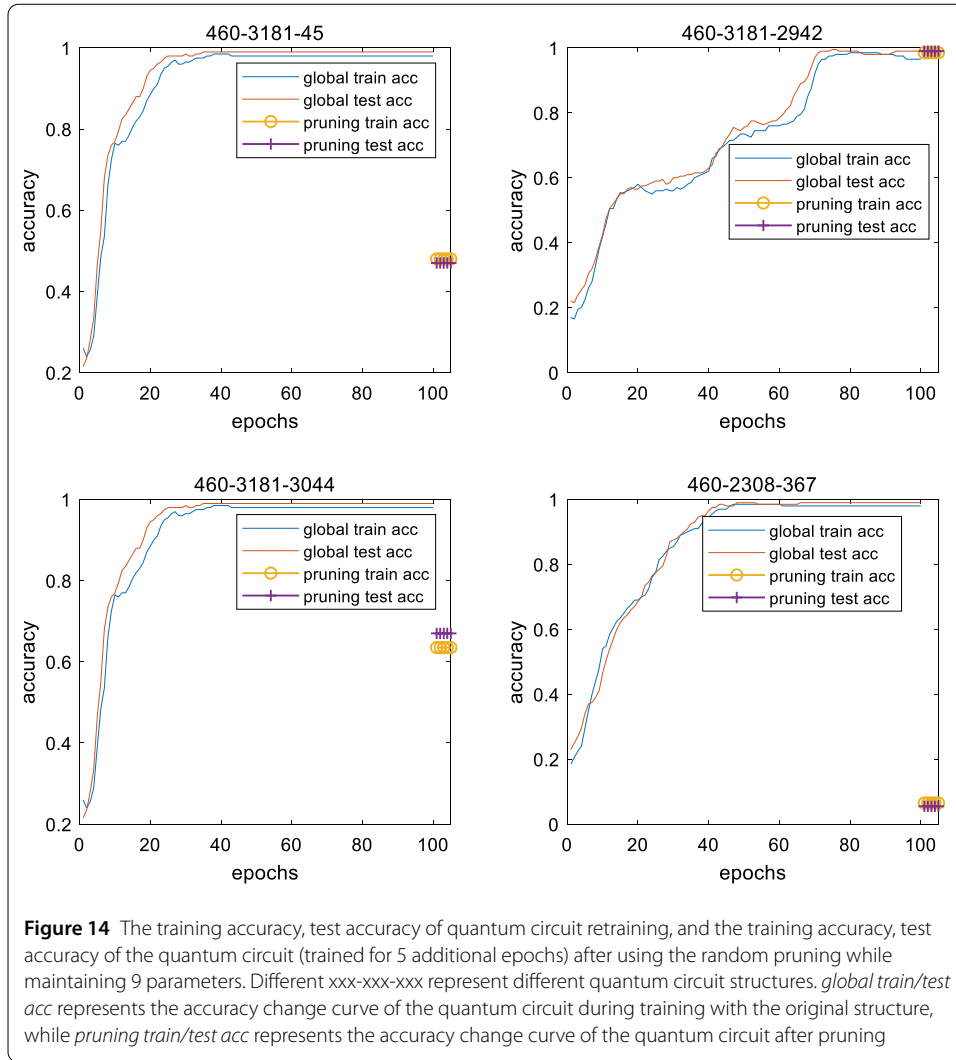 460-3181-45
1
0.8
0.6
0.4
0.2
accuracy
0 20 40 60 80 100
epochs
global train acc
global test acc
pruning train acc
pruning test acc
460-3181-2942
1
0.8
0.6
0.4
0.2
0
accuracy
0 20 40 60 80 100
epochs
global train acc
global test acc
pruning train acc
pruning test acc
460-3181-3044
1
0.8
0.6
0.4
0.2
accuracy
0 20 40 60 80 100
epochs
global train acc
global test acc
pruning train acc
pruning test acc
460-2308-367
1
0.8
0.6
0.4
0.2
0
accuracy
0 20 40 60 80 100
epochs
global train acc
global test acc
pruning train acc
pruning test acc
Figure 14 The training accuracy, test accuracy of quantum circuit retraining, and the training accuracy, test
accuracy of the quantum circuit (trained for 5 additional epochs) after using the random pruning while
maintaining 9 parameters. Different xxx-xxx-xxx represent different quantum circuit structures. global train/test
acc represents the accuracy change curve of the quantum circuit during training with the original structure,
while pruning train/test acc represents the accuracy change curve of the quantum circuit after pruning